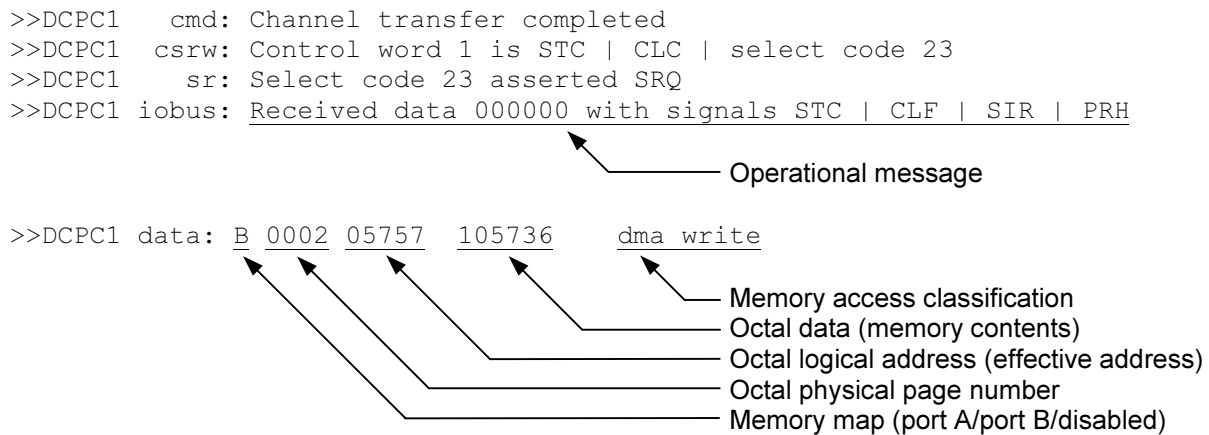 >>DCPC1   cmd: Channel transfer completed
>>DCPC1  csrw: Control word 1 is STC | CLC | select code 23
>>DCPC1    sr: Select code 23 asserted SRQ
>>DCPC1 iobus: Received data 000000 with signals STC | CLF | SIR | PRH
Operational message
>>DCPC1 data: B 0002 05757  105736    dma write
Memory access classification
Octal data (memory contents)
Octal logical address (effective address)
Octal physical page number
Memory map (port A/port B/disabled)